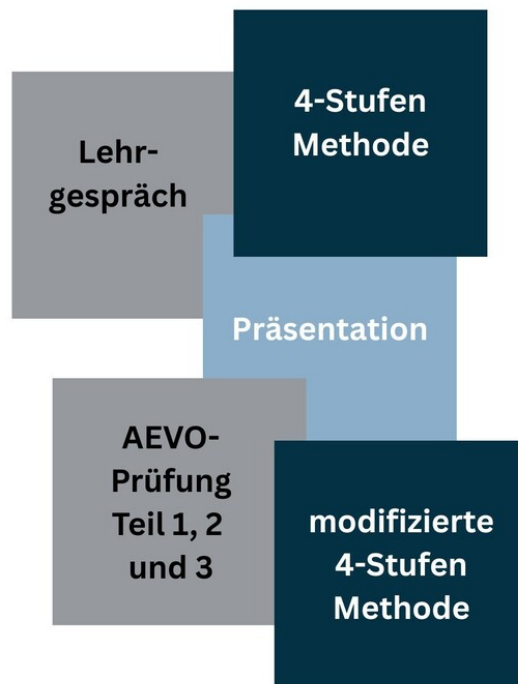 4-Stufen
Methode
Lehr-
gespräch
Präsentation
AEVO-
Prüfung
Teil 1, 2
und 3
modifizierte
4-Stufen
Methode